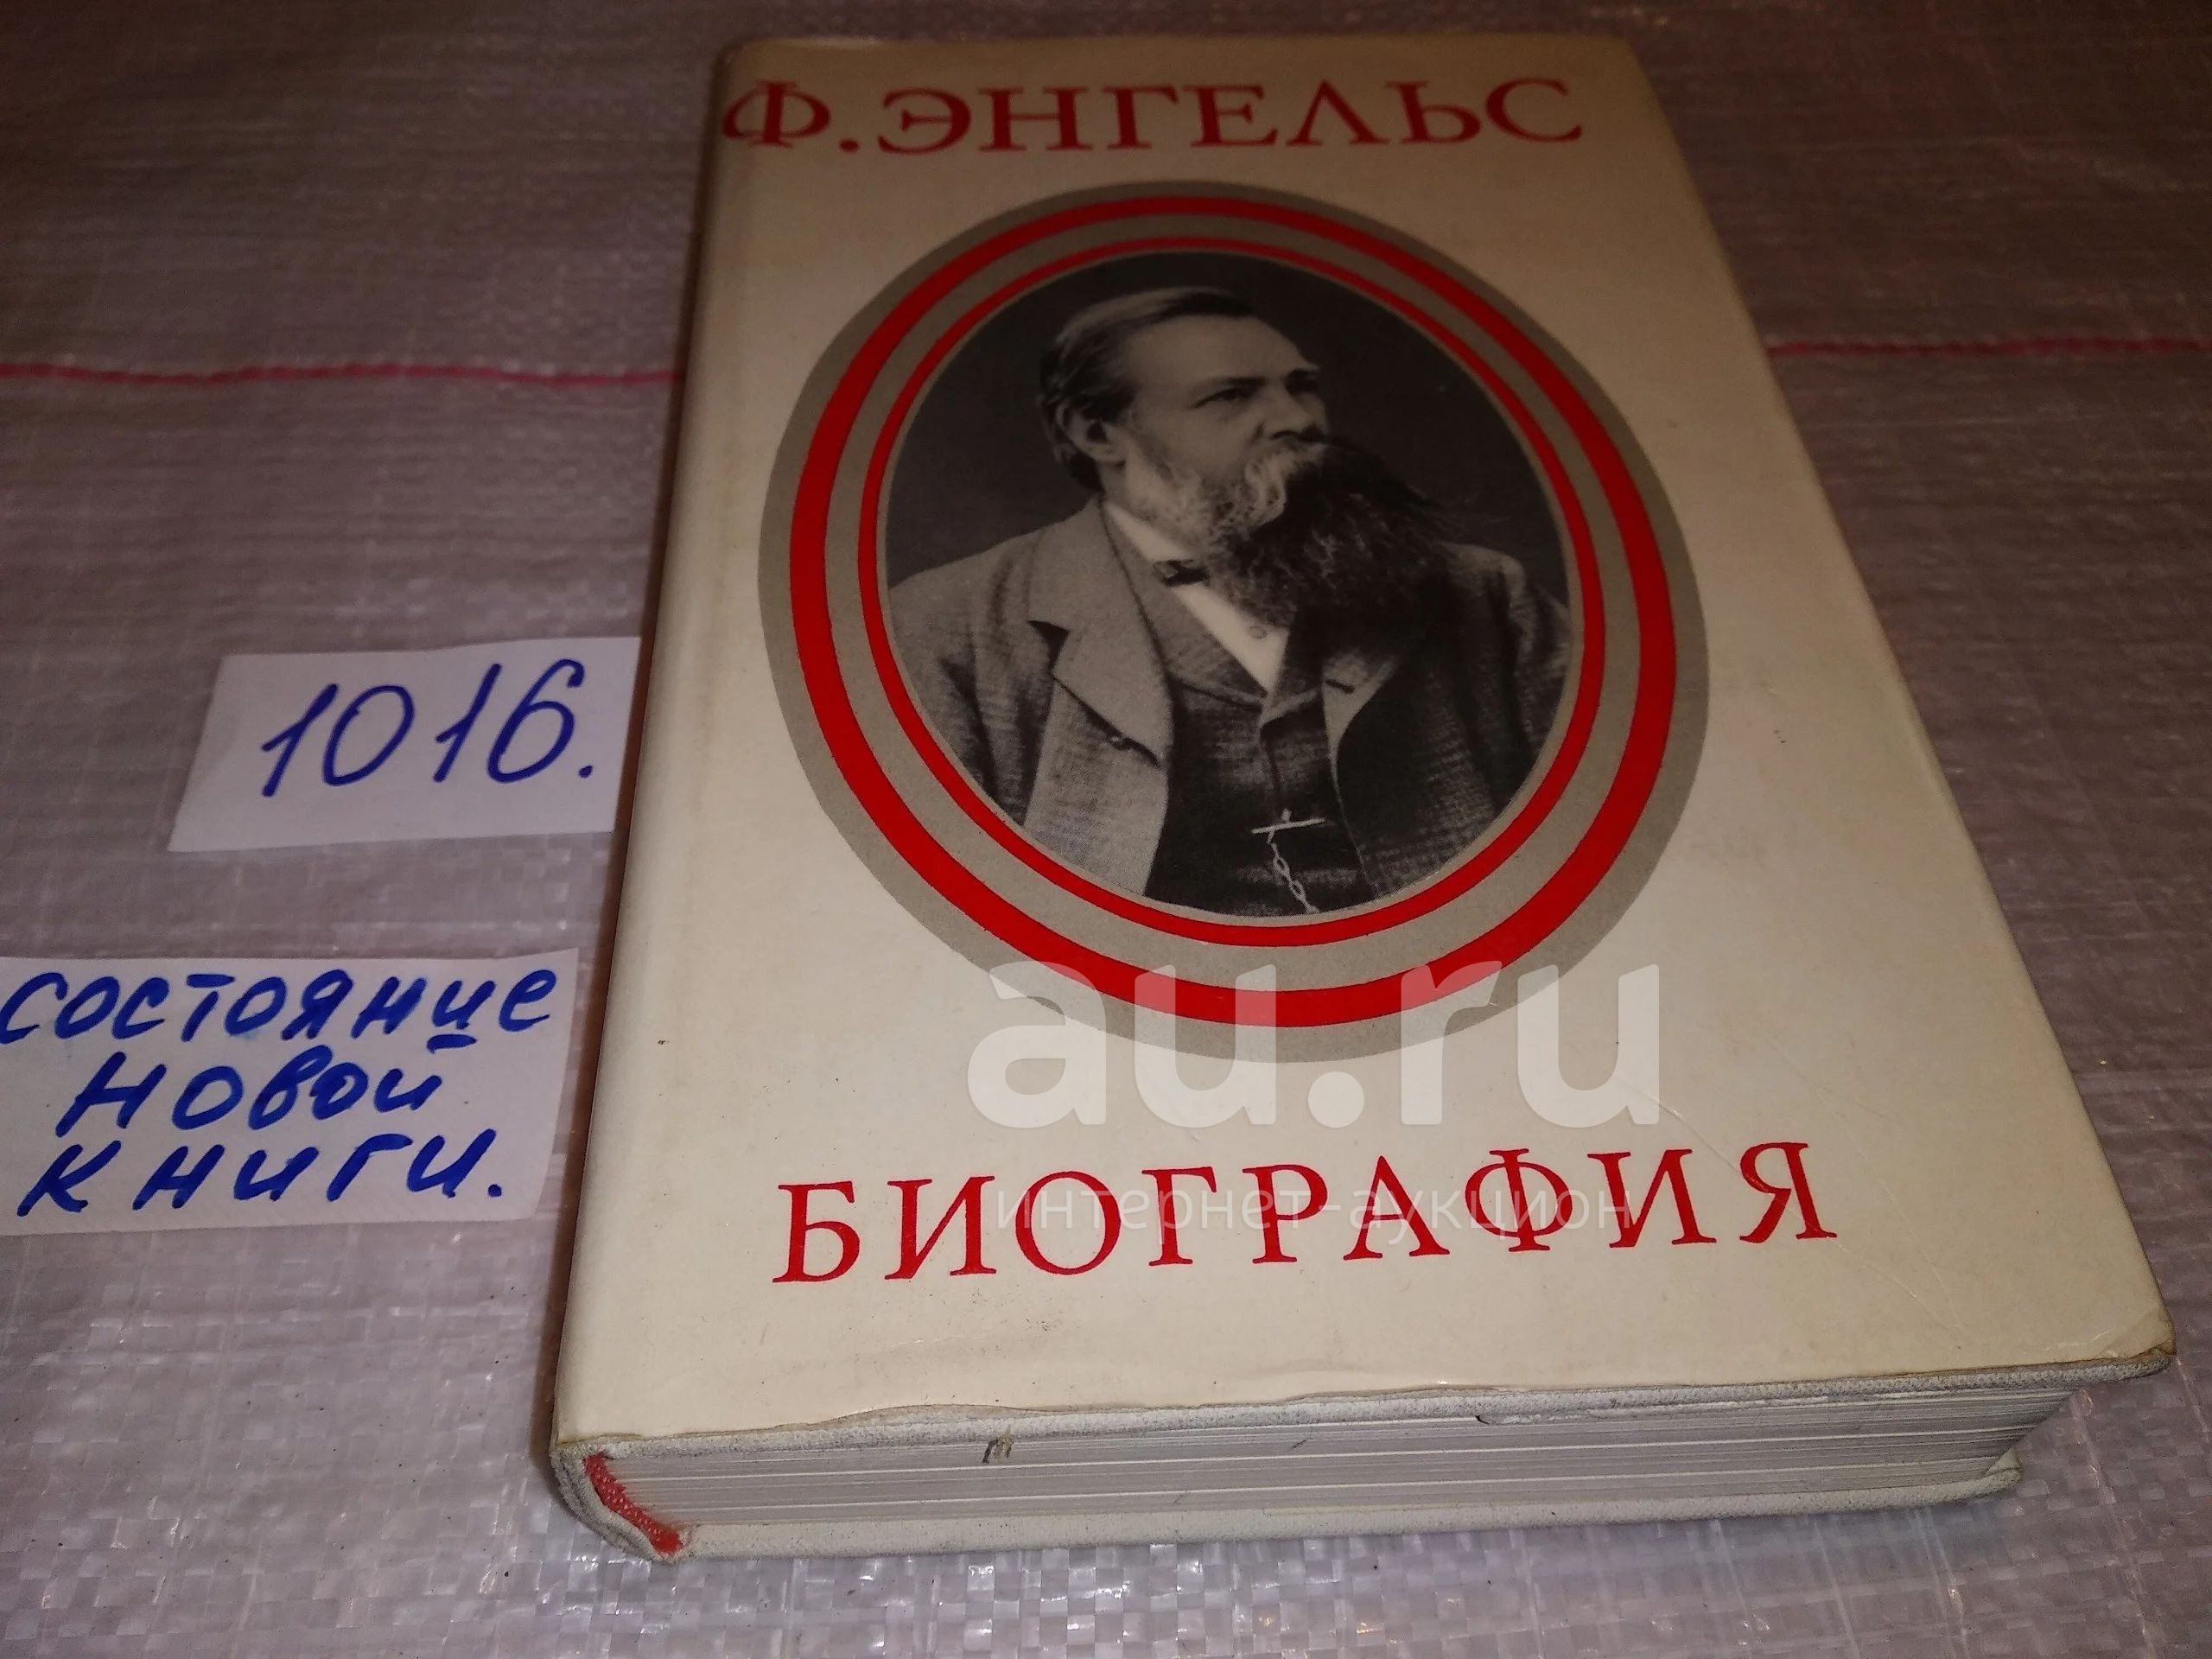 Ф. ЭНГЕЛЬС
1016.
состояние
новой
книги.
au.ru
интернет-аукцион
БИОГРАФИЯ